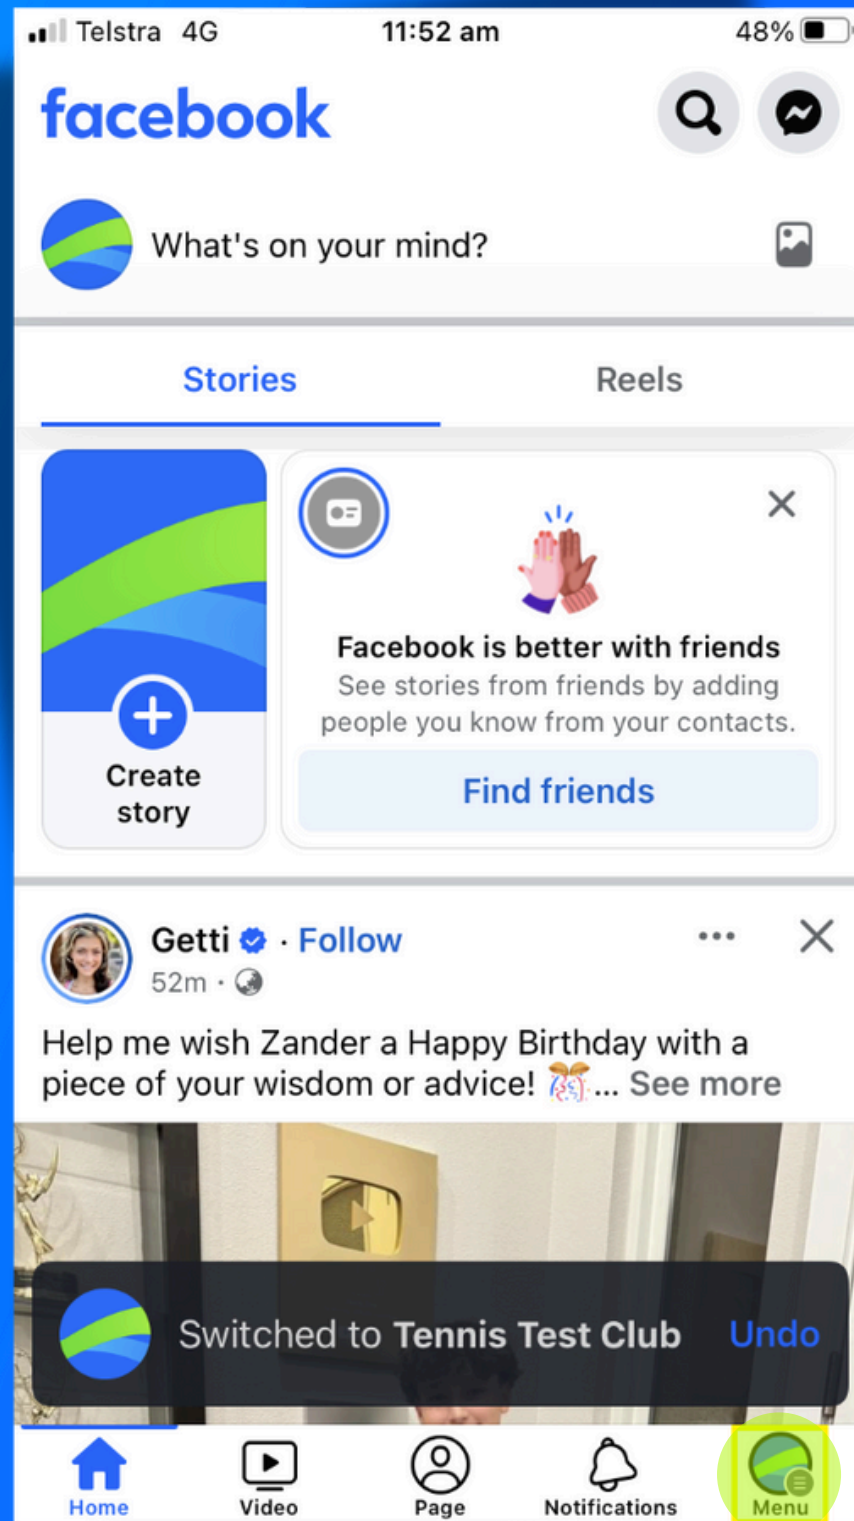 Telstra 4G 11:52 am 48%
facebook
What's on your mind?
Stories Reels
Facebook is better with friends
See stories from friends by adding
people you know from your contacts.
Find friends
Create
story
Getti · Follow
52m ·
Help me wish Zander a Happy Birthday with a
piece of your wisdom or advice! 🎊... See more
Switched to Tennis Test Club Undo
Home Video Page Notifications Menu